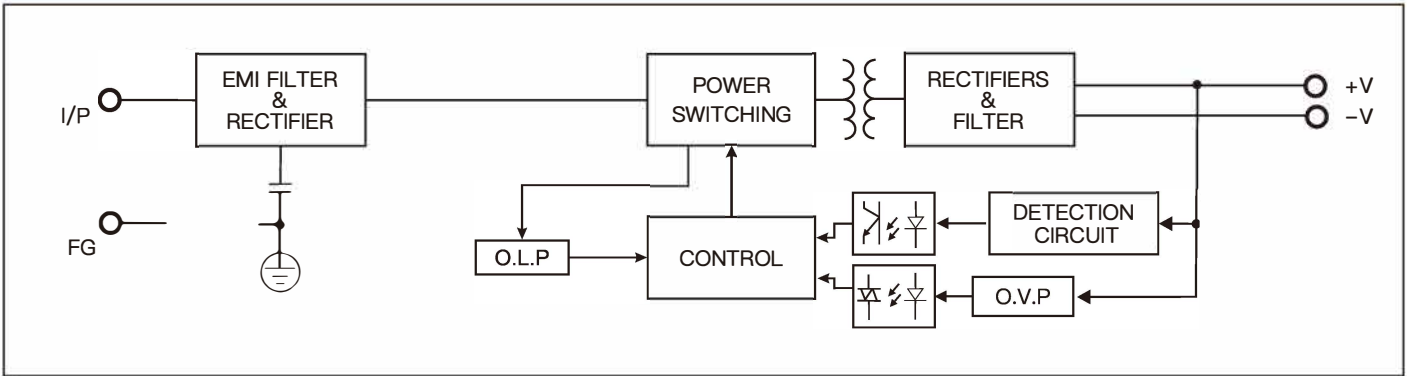 I/P
EMI FILTER
&
RECTIFIER
POWER
SWITCHING
RECTIFIERS
&
FILTER
+V
−V
FG
O.L.P
CONTROL
DETECTION
CIRCUIT
O.V.P